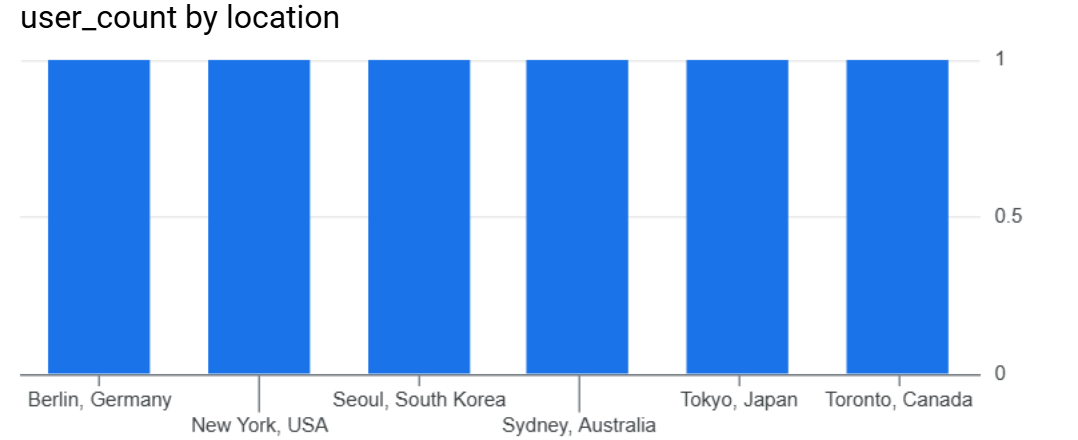 user_count by location
1
0.5
0
Berlin, Germany
New York, USA
Seoul, South Korea
Sydney, Australia
Tokyo, Japan
Toronto, Canada